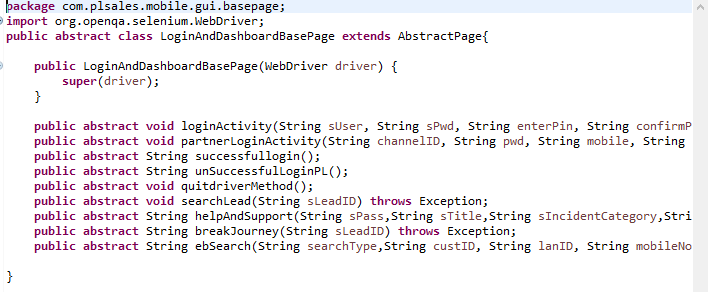 package com.plsales.mobile.gui.basepage;
import org.openqa.selenium.WebDriver;
public abstract class LoginAndDashboardBasePage extends AbstractPage{
public LoginAndDashboardBasePage(WebDriver driver) {
super(driver);
}
public abstract void loginActivity(String sUser, String sPwd, String enterPin, String confirmP
public abstract void partnerLoginActivity(String channelID, String pwd, String mobile, String
public abstract String successfullogin();
public abstract String unSuccessfulLoginPL();
public abstract void quitdriverMethod();
public abstract void searchLead(String sLeadID) throws Exception;
public abstract String helpAndSupport(String sPass,String sTitle,String sIncidentCategory,Stri
public abstract String breakJourney(String sLeadID) throws Exception;
public abstract String ebSearch(String searchType,String custID, String lanID, String mobileNo
}